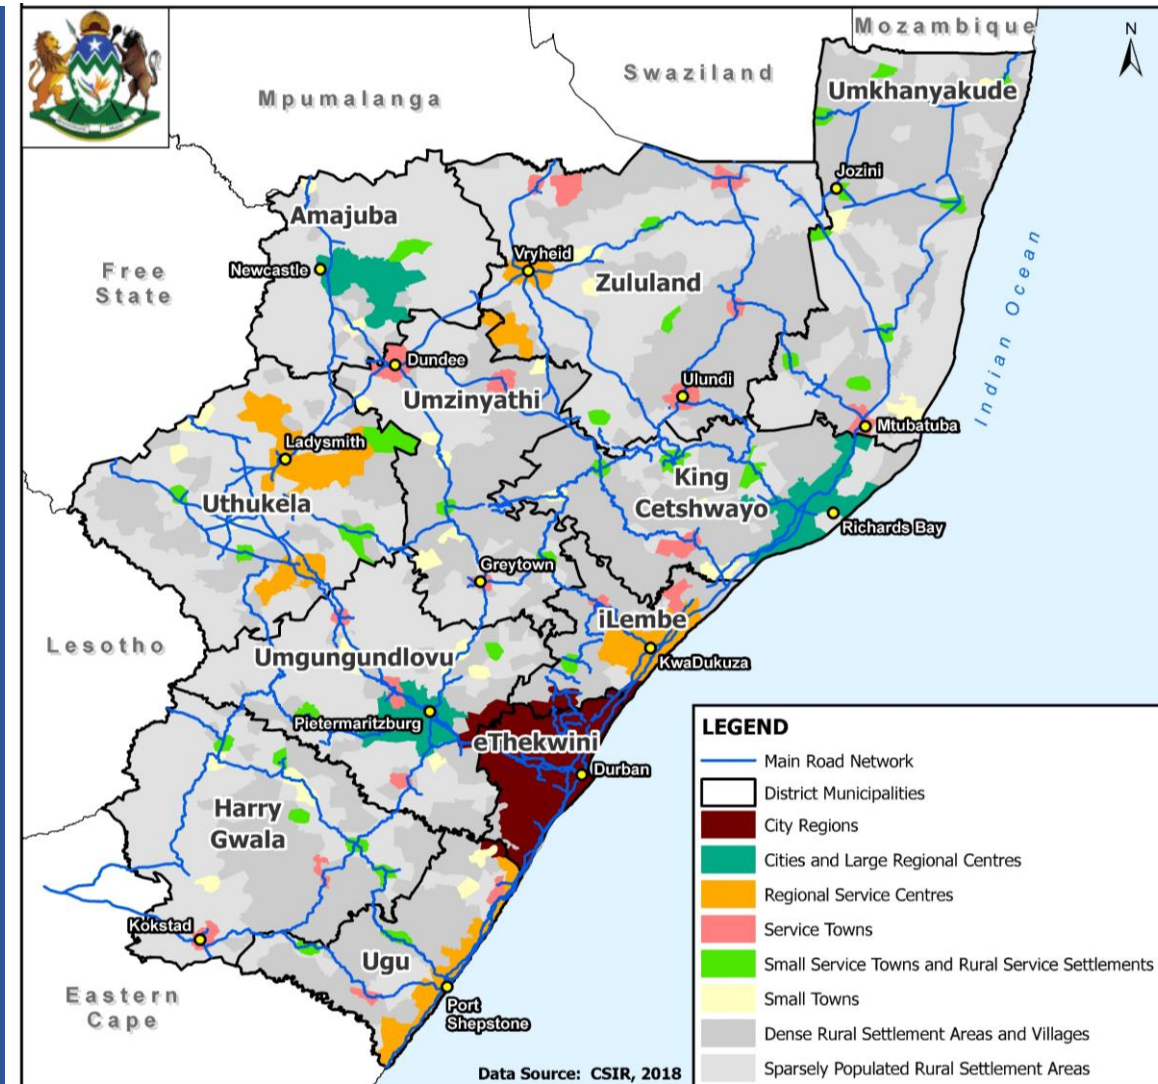 Mozambique
N
Swaziland
Mpumalanga
Umkhanyakude
Jozini
Amajuba
Vryheid
Newcastle
Free
State
Zululand
Indian Ocean
Dundee
Ulundi
Umzinyathi
Mtubatuba
Ladysmith
King
Cetshwayo
Uthukela
Richards Bay
Greytown
iLembe
Lesotho
Umgungundlovu
KwaDukuza
Pietermaritzburg
eThekwini
Durban
Harry
Gwala
Kokstad
Ugu
Eastern
Cape
Port
Shepstone
LEGEND
Main Road Network
District Municipalities
City Regions
Cities and Large Regional Centres
Regional Service Centres
Service Towns
Small Service Towns and Rural Service Settlements
Small Towns
Dense Rural Settlement Areas and Villages
Sparsely Populated Rural Settlement Areas
Data Source: CSIR, 2018